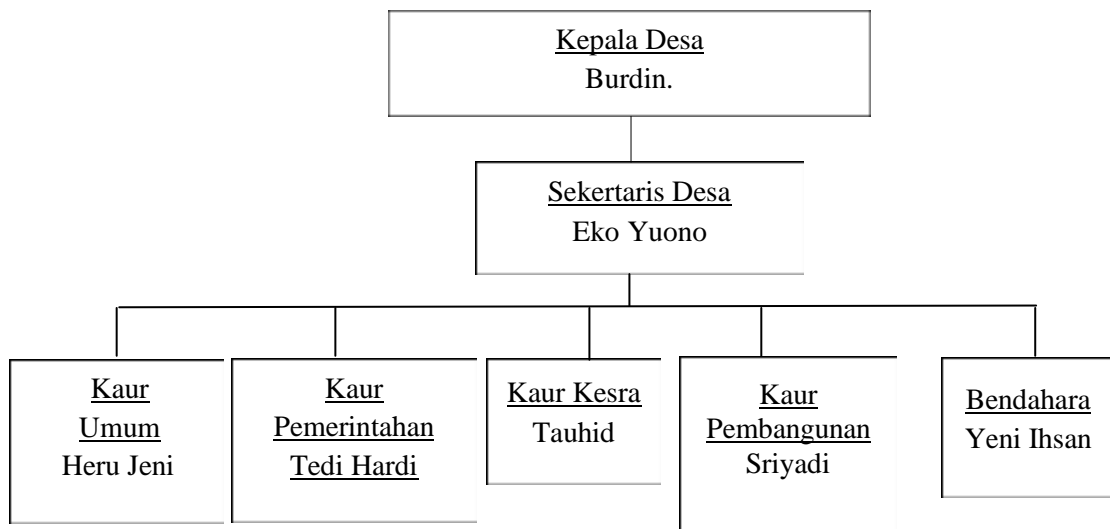 Kepala Desa
Burdin.
Sekertaris Desa
Eko Yuono
Kaur
Umum
Heru Jeni
Kaur
Pemerintahan
Tedi Hardi
Kaur Kesra
Tauhid
Kaur
Pembangunan
Sriyadi
Bendahara
Yeni Ihsan